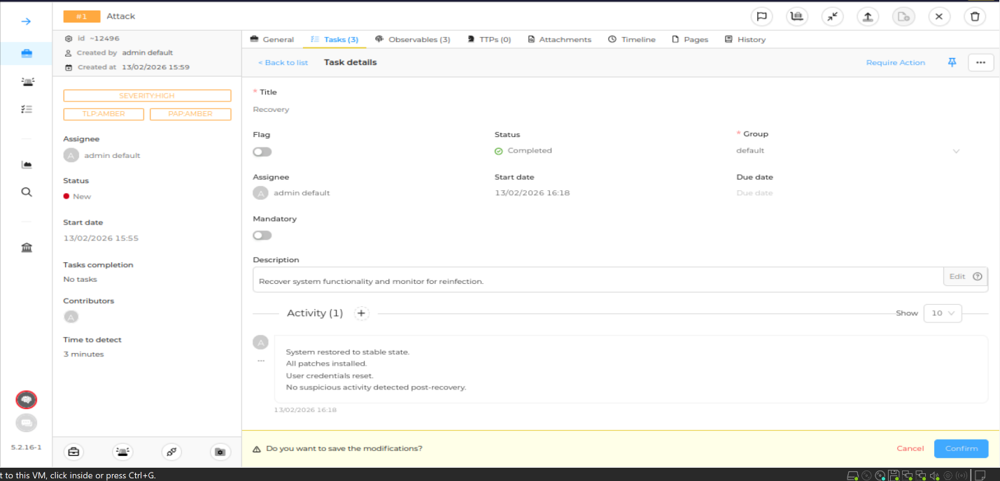 #1 Attack
id ~12496
Created by admin default
Created at 13/02/2026 15:59
SEVERITY:HIGH
TLP:AMBER PAP:AMBER
Assignee
A admin default
Status
New
Start date
13/02/2026 15:55
Tasks completion
No tasks
Contributors
A
Time to detect
3 minutes
5.2.16-1
General Tasks (3) Observables (3) TTPs (0) Attachments Timeline Pages History
< Back to list Task details Require Action ...
* Title
Recovery
Flag Status * Group
Completed default
Assignee Start date Due date
A admin default 13/02/2026 16:18 Due date
Mandatory
Description
Recover system functionality and monitor for reinfection. Edit ?
Activity (1) + Show 10
A
...
System restored to stable state.
All patches installed.
User credentials reset.
No suspicious activity detected post-recovery.
13/02/2026 16:18
Do you want to save the modifications? Cancel Confirm
t to this VM, click inside or press Ctrl+G.